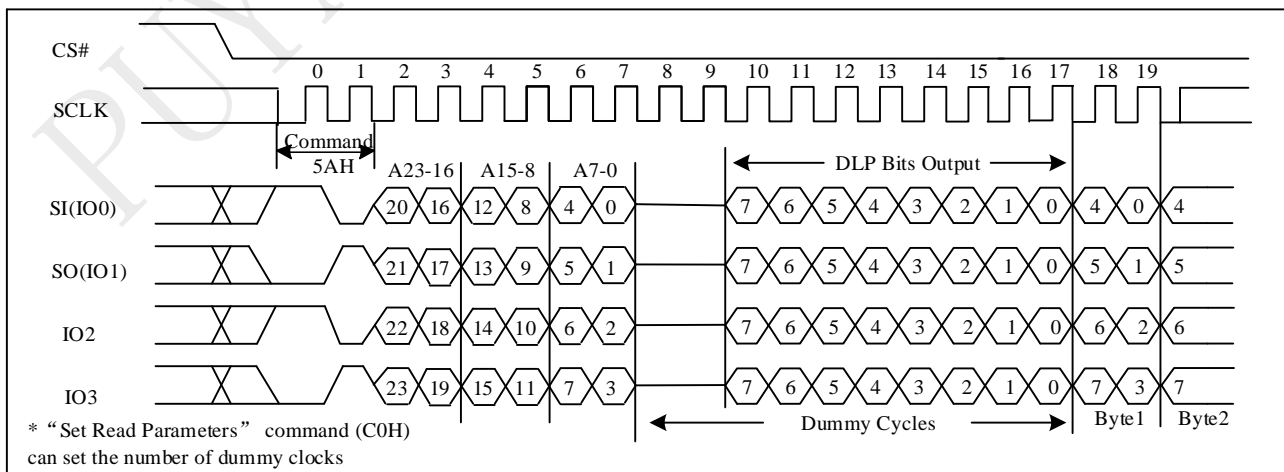 PUY
CS#
0 1 2 3 4 5 6 7 8 9 10 11 12 13 14 15 16 17 18 19
SCLK
Command
5AH
A23-16 A15-8 A7-0 DLP Bits Output
SI(IO0) 20 16 12 8 4 0 7 6 5 4 3 2 1 0 4 0 4
SO(IO1) 21 17 13 9 5 1 7 6 5 4 3 2 1 0 5 1 5
IO2 22 18 14 10 6 2 7 6 5 4 3 2 1 0 6 2 6
IO3 23 19 15 11 7 3 7 6 5 4 3 2 1 0 7 3 7
Dummy Cycles Byte1 Byte2
* “Set Read Parameters” command (C0H)
can set the number of dummy clocks